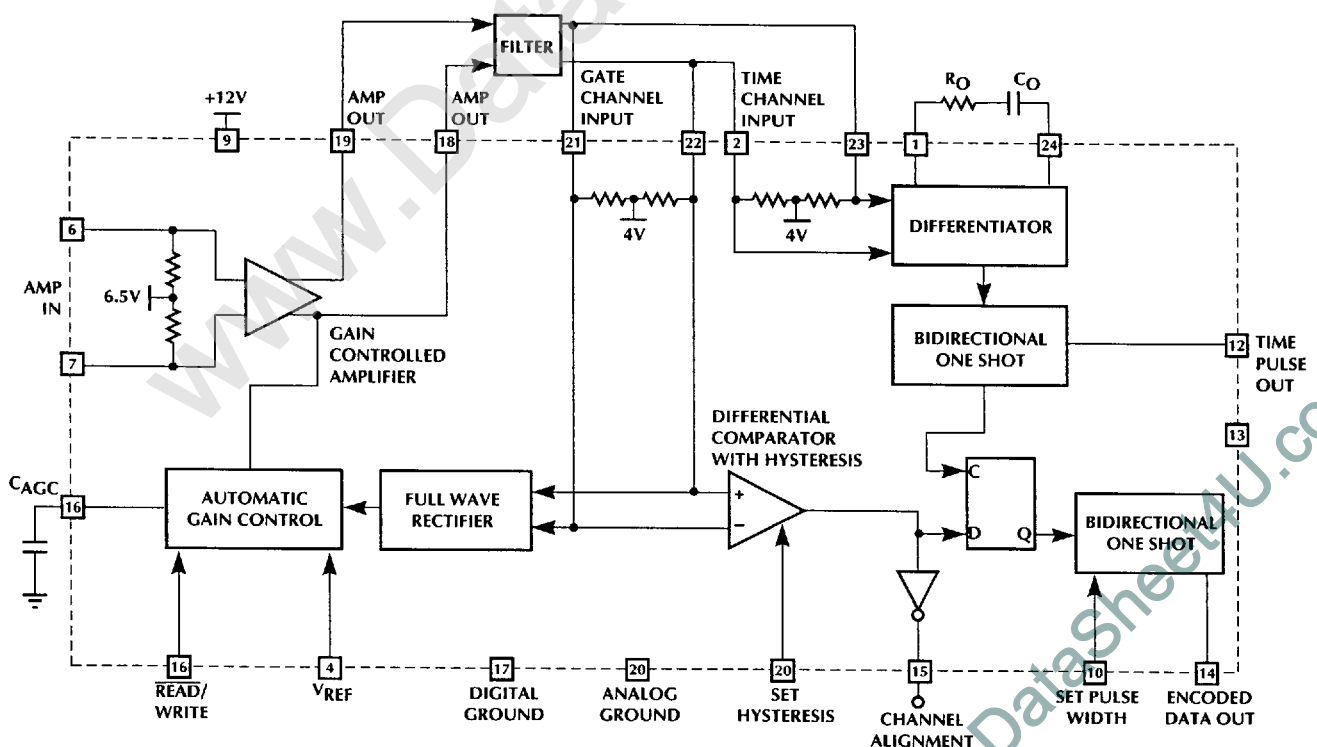 FILTER
+12V
AMP
OUT
AMP
OUT
GATE
CHANNEL
INPUT
TIME
CHANNEL
INPUT
RO
CO
9
19
18
21
22
2
23
1
24
6
AMP
IN
7
6.5V
4V
4V
GAIN
CONTROLLED
AMPLIFIER
DIFFERENTIATOR
BIDIRECTIONAL
ONE SHOT
12
TIME
PULSE
OUT
13
DIFFERENTIAL
COMPARATOR
WITH HYSTERESIS
CAGC
16
AUTOMATIC
GAIN CONTROL
FULL WAVE
RECTIFIER
+
−
C
D
Q
BIDIRECTIONAL
ONE SHOT
16
READ/
WRITE
4
VREF
17
DIGITAL
GROUND
20
ANALOG
GROUND
20
SET
HYSTERESIS
15
CHANNEL
ALIGNMENT
10
SET PULSE
WIDTH
14
ENCODED
DATA OUT
www.Data
DataSheet4U.co